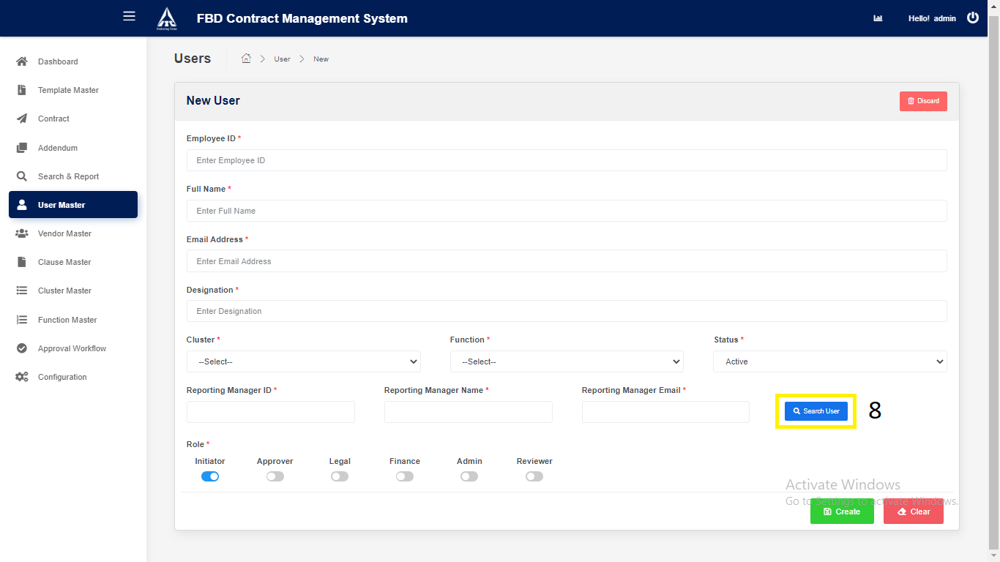 FBD Contract Management System
Hello! admin
Dashboard
Template Master
Contract
Addendum
Search & Report
User Master
Vendor Master
Clause Master
Cluster Master
Function Master
Approval Workflow
Configuration
Users
User
New
New User
Discard
Employee ID *
Enter Employee ID
Full Name *
Enter Full Name
Email Address *
Enter Email Address
Designation *
Enter Designation
Cluster * Function * Status *
--Select-- --Select-- Active
Reporting Manager ID * Reporting Manager Name * Reporting Manager Email *
Search User 8
Role *
Initiator Approver Legal Finance Admin Reviewer
Activate Windows
Go to Settings to activate Windows.
Create Clear